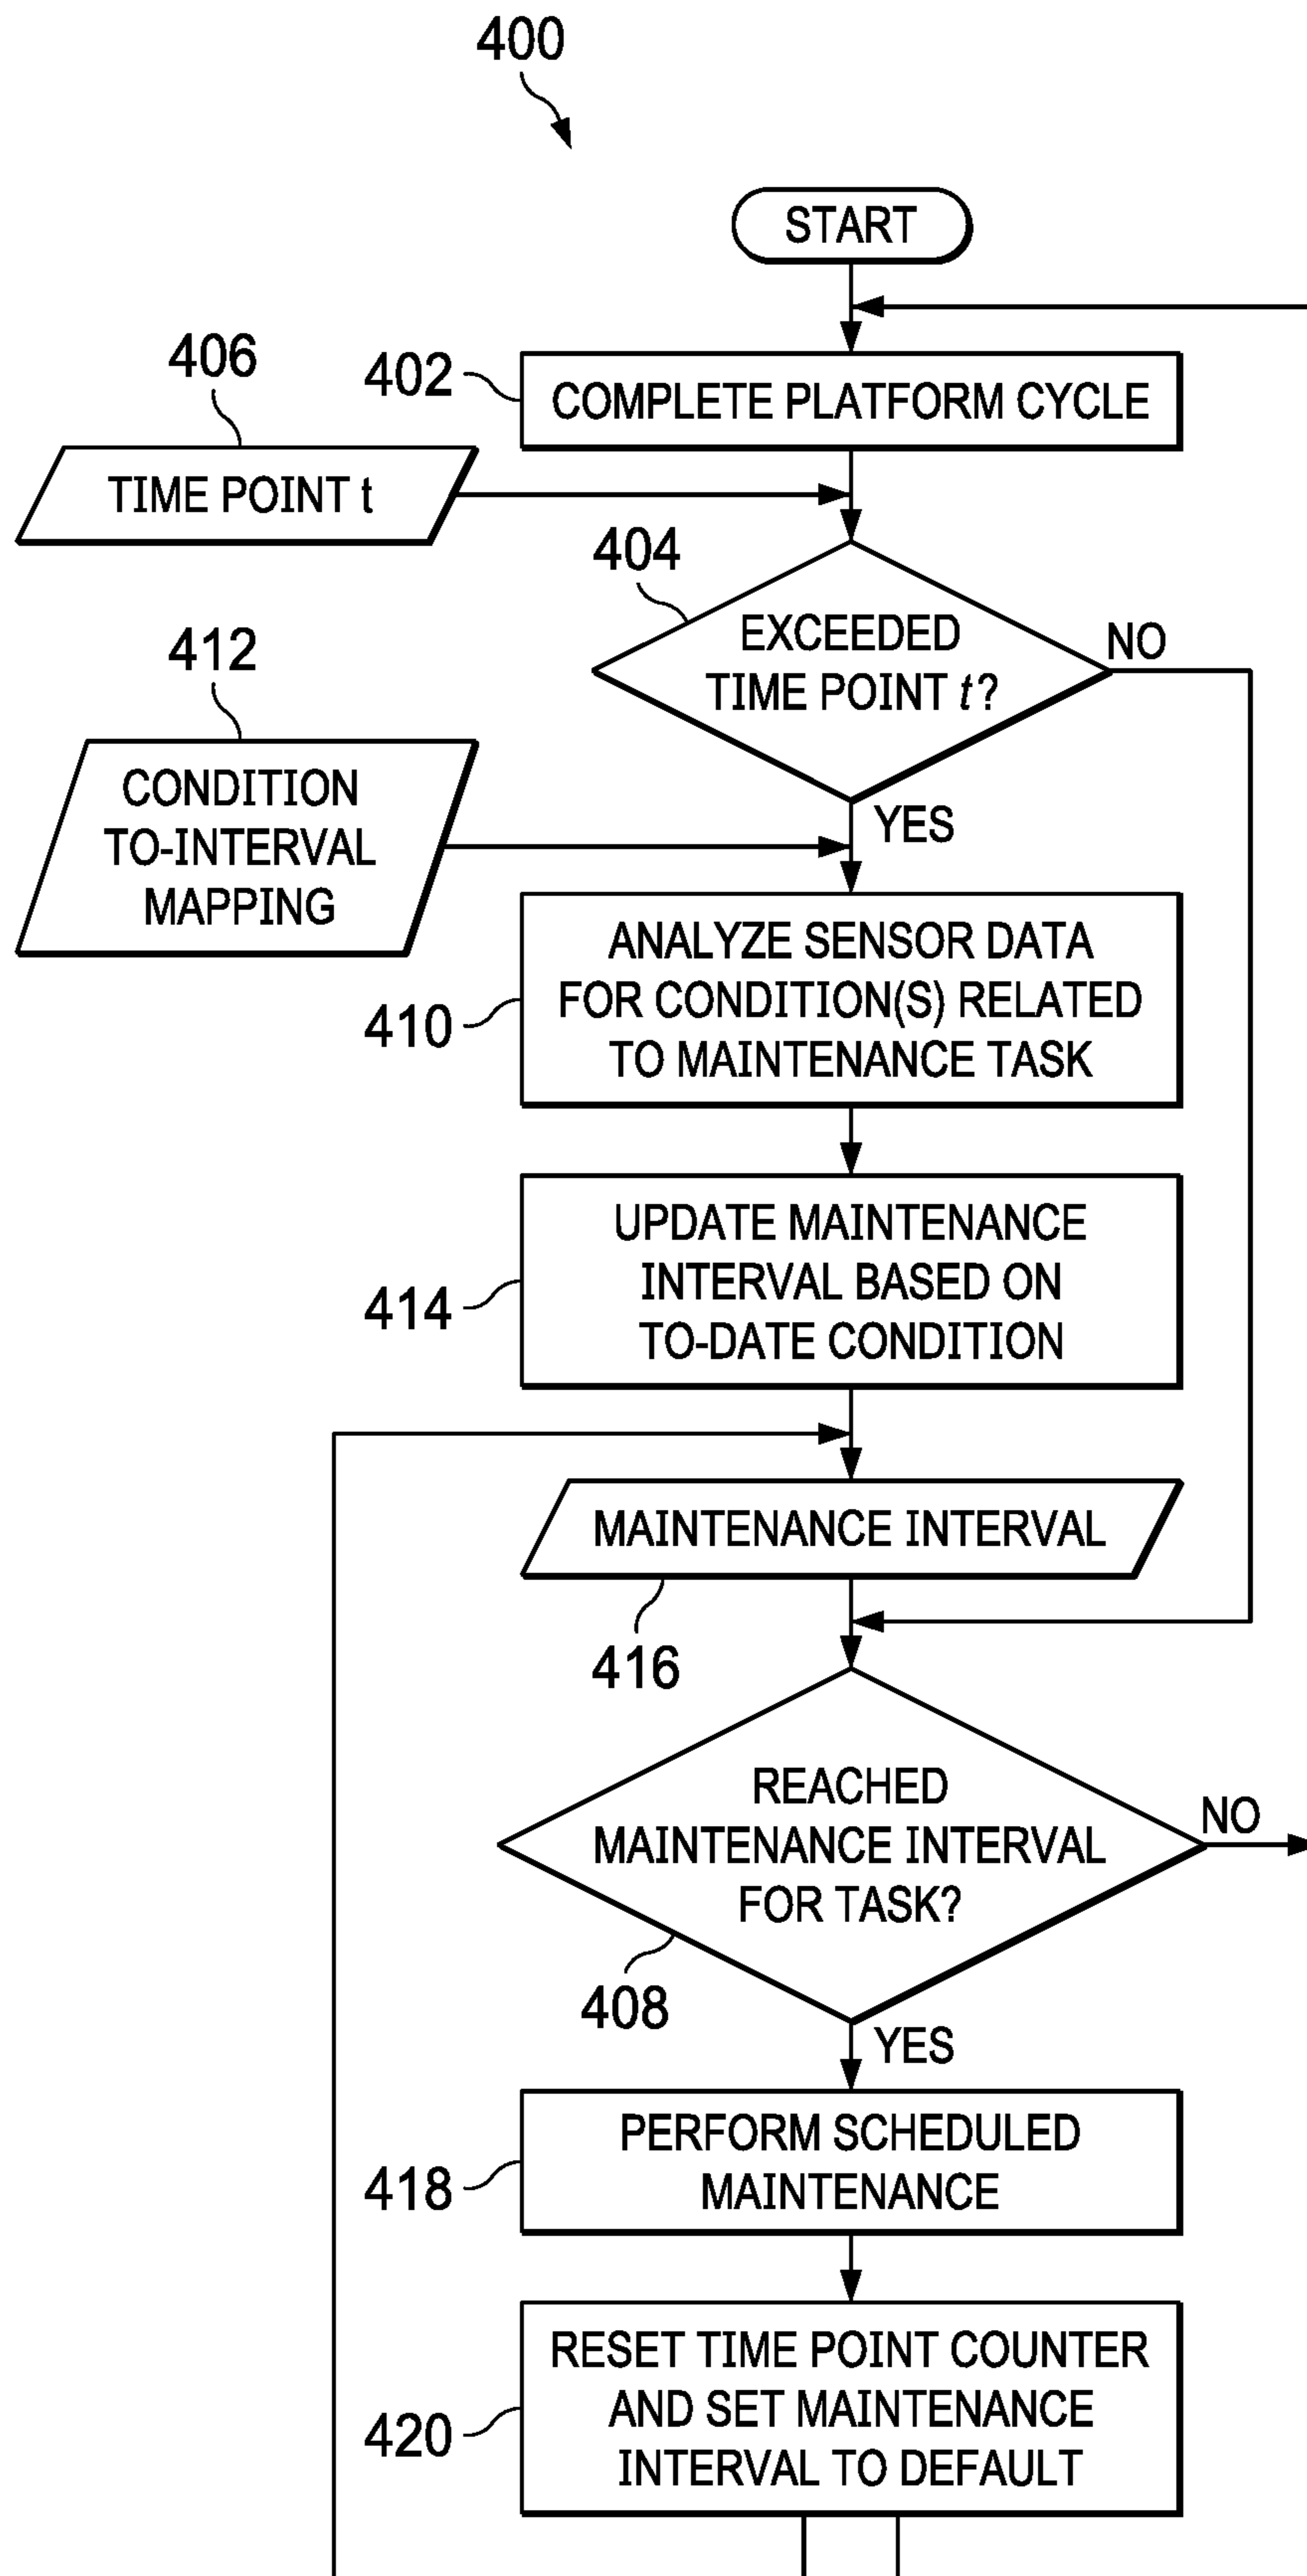 400
START
406
402
COMPLETE PLATFORM CYCLE
TIME POINT t
404
EXCEEDED
TIME POINT t?
NO
412
CONDITION
TO-INTERVAL
MAPPING
YES
410
ANALYZE SENSOR DATA
FOR CONDITION(S) RELATED
TO MAINTENANCE TASK
414
UPDATE MAINTENANCE
INTERVAL BASED ON
TO-DATE CONDITION
MAINTENANCE INTERVAL
416
REACHED
MAINTENANCE INTERVAL
FOR TASK?
NO
408
YES
418
PERFORM SCHEDULED
MAINTENANCE
420
RESET TIME POINT COUNTER
AND SET MAINTENANCE
INTERVAL TO DEFAULT